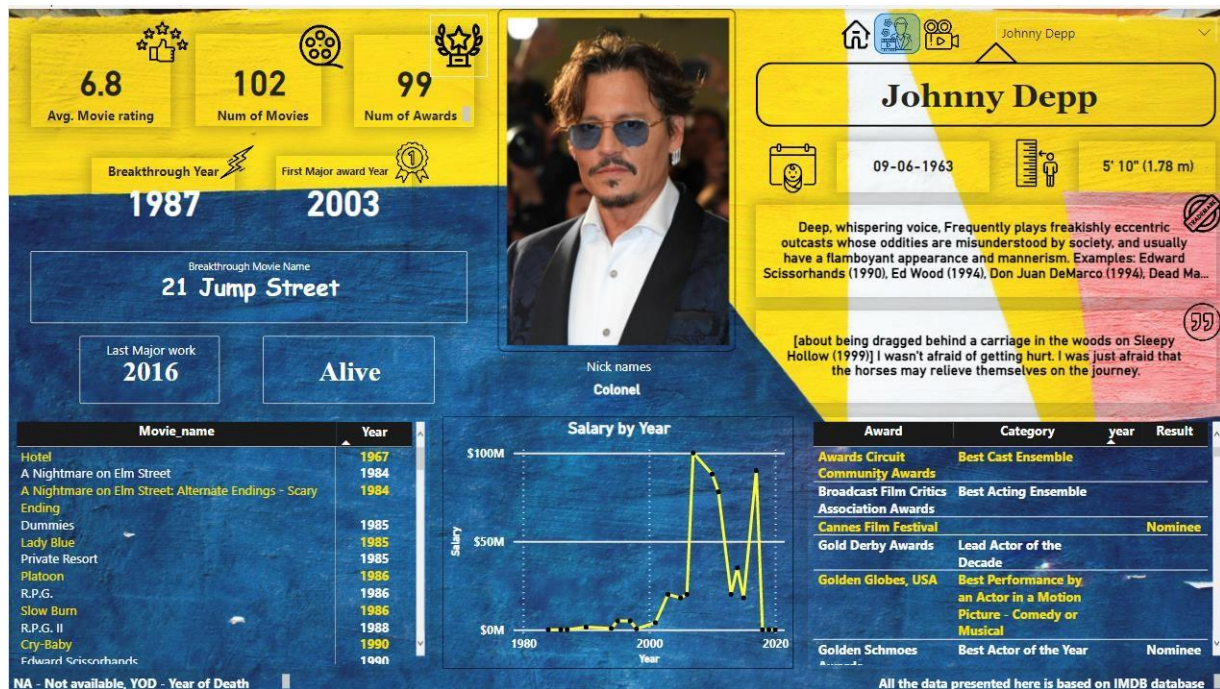 6.8
Avg. Movie rating
102
Num of Movies
99
Num of Awards
Breakthrough Year
1987
1
First Major award Year
2003
Breakthrough Movie Name
21 Jump Street
Last Major work
2016
Alive
Nick names
Colonel
Johnny Depp
Johnny Depp
09-06-1963
5' 10" (1.78 m)
TRADEMARK
Deep, whispering voice, Frequently plays freakishly eccentric
outcasts whose oddities are misunderstood by society, and usually
have a flamboyant appearance and mannerism. Examples: Edward
Scissorhands (1990), Ed Wood (1994), Don Juan DeMarco (1994), Dead Ma...
[about being dragged behind a carriage in the woods on Sleepy
Hollow (1999)] I wasn't afraid of getting hurt. I was just afraid that
the horses may relieve themselves on the journey.
Movie_name Year
Hotel 1967
A Nightmare on Elm Street 1984
A Nightmare on Elm Street: Alternate Endings - Scary 1984
Ending
Dummies 1985
Lady Blue 1985
Private Resort 1985
Platoon 1986
R.P.G. 1986
Slow Burn 1986
R.P.G. II 1988
Cry-Baby 1990
Edward Scissorhands 1990
Salary by Year
$100M
$50M
$0M
Salary
1980 2000 2020
Year
Award Category year Result
Awards Circuit Best Cast Ensemble
Community Awards
Broadcast Film Critics Best Acting Ensemble
Association Awards
Cannes Film Festival Nominee
Gold Derby Awards Lead Actor of the
Decade
Golden Globes, USA Best Performance by
an Actor in a Motion
Picture - Comedy or
Musical
Golden Schmoes Best Actor of the Year Nominee
Awards
NA - Not available, YOD - Year of Death
All the data presented here is based on IMDB database